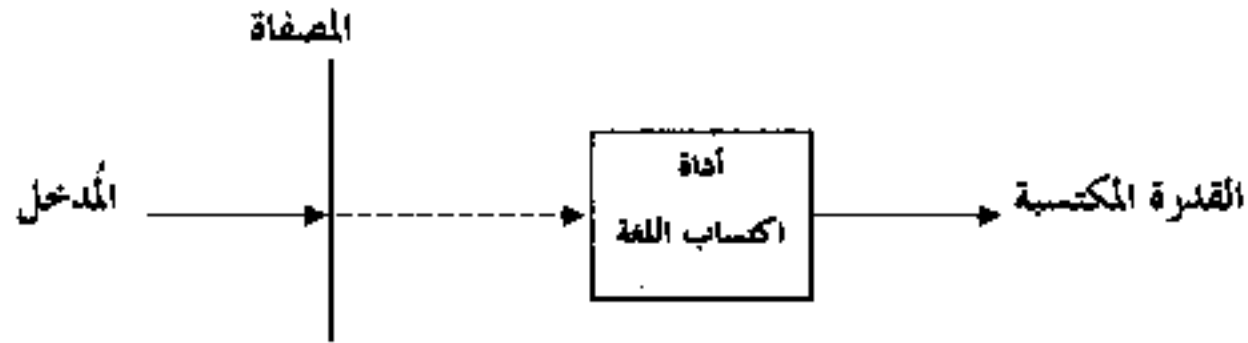 المصفاة
المُدخل
أداة
اكتساب اللغة
القدرة المكتسبة